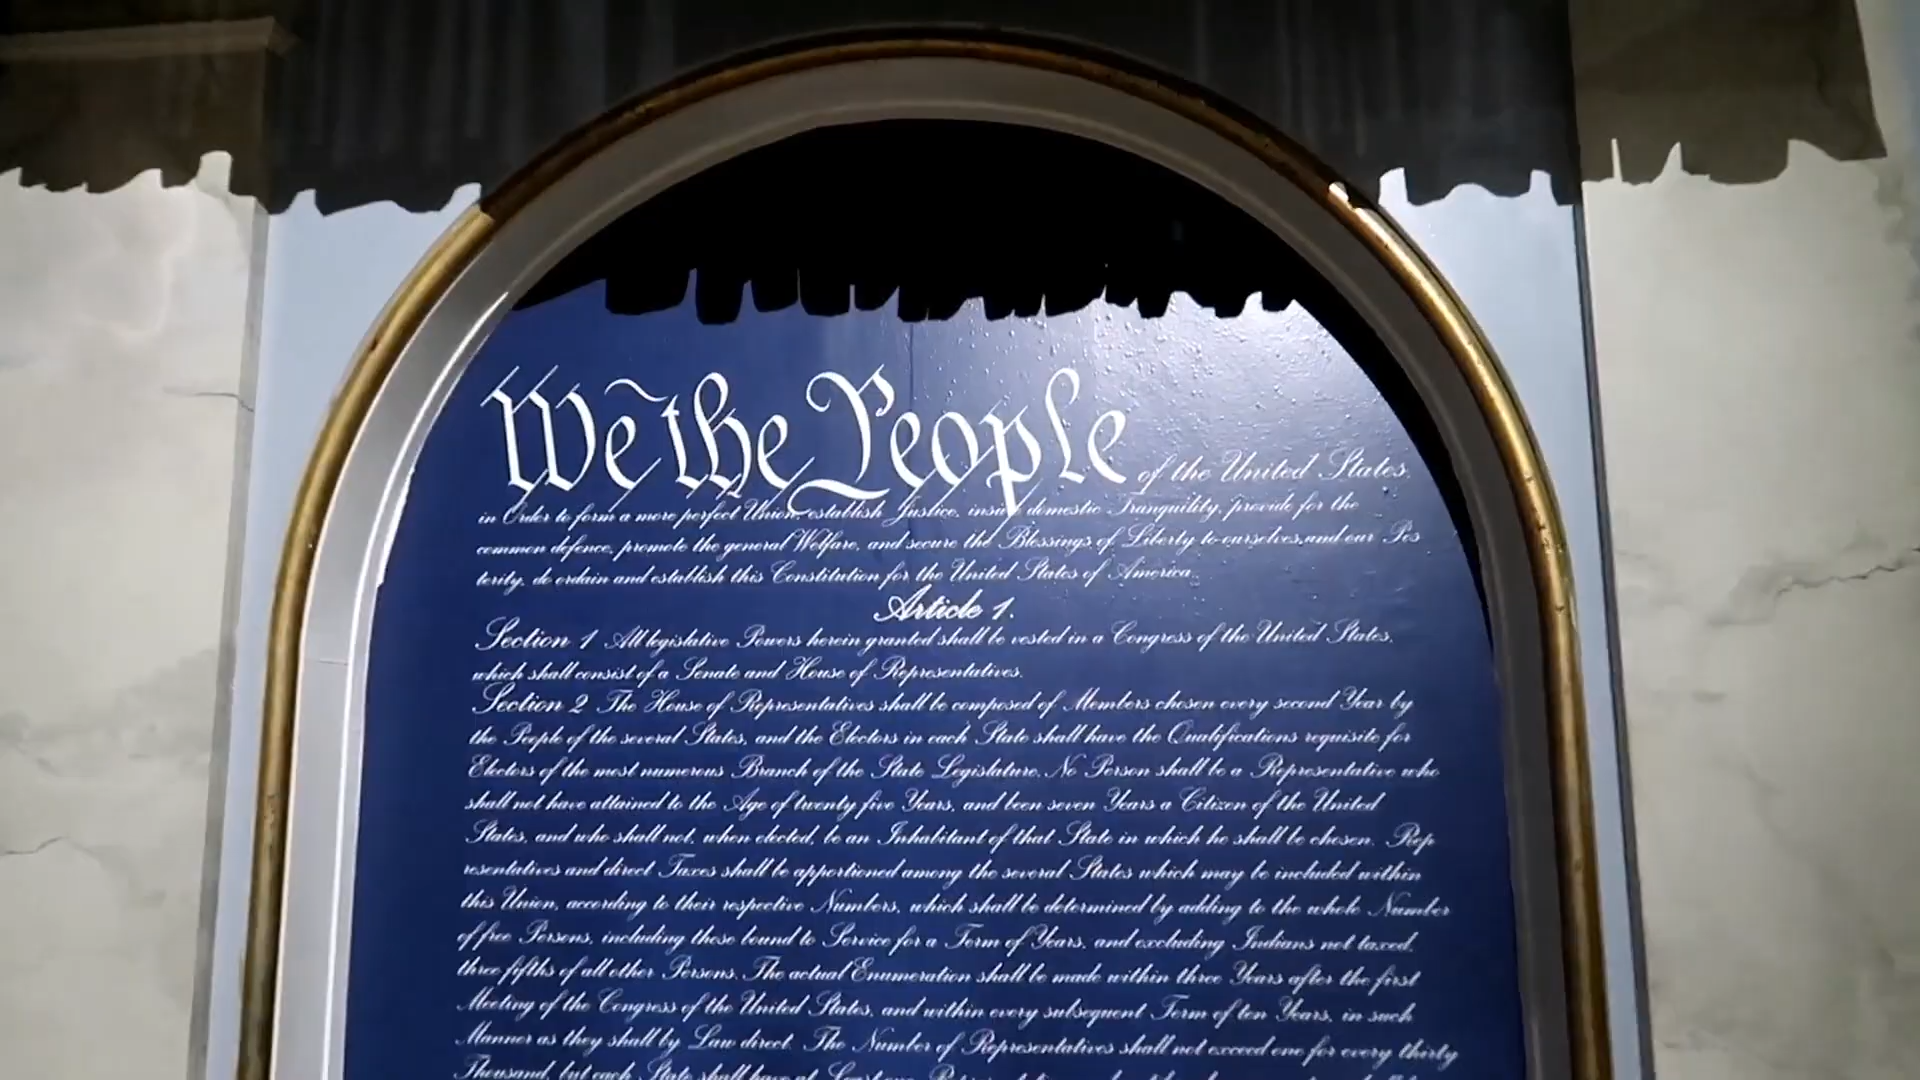 We the People of the United States,
in Order to form a more perfect Union, establish Justice, insure domestic Tranquility, provide for the
common defence, promote the general Welfare, and secure the Blessings of Liberty to ourselves and our Pos
terity, do ordain and establish this Constitution for the United States of America.
Article 1.
Section 1 All legislative Powers herein granted shall be vested in a Congress of the United States,
which shall consist of a Senate and House of Representatives.
Section 2 The House of Representatives shall be composed of Members chosen every second Year by
the People of the several States, and the Electors in each State shall have the Qualifications requisite for
Electors of the most numerous Branch of the State Legislature. No Person shall be a Representative who
shall not have attained to the Age of twenty five Years, and been seven Years a Citizen of the United
States, and who shall not, when elected, be an Inhabitant of that State in which he shall be chosen. Rep
resentatives and direct Taxes shall be apportioned among the several States which may be included within
this Union, according to their respective Numbers, which shall be determined by adding to the whole Number
of free Persons, including those bound to Service for a Term of Years, and excluding Indians not taxed,
three fifths of all other Persons. The actual Enumeration shall be made within three Years after the first
Meeting of the Congress of the United States, and within every subsequent Term of ten Years, in such
Manner as they shall by Law direct. The Number of Representatives shall not exceed one for every thirty
Thousand, but each State shall have at Least one